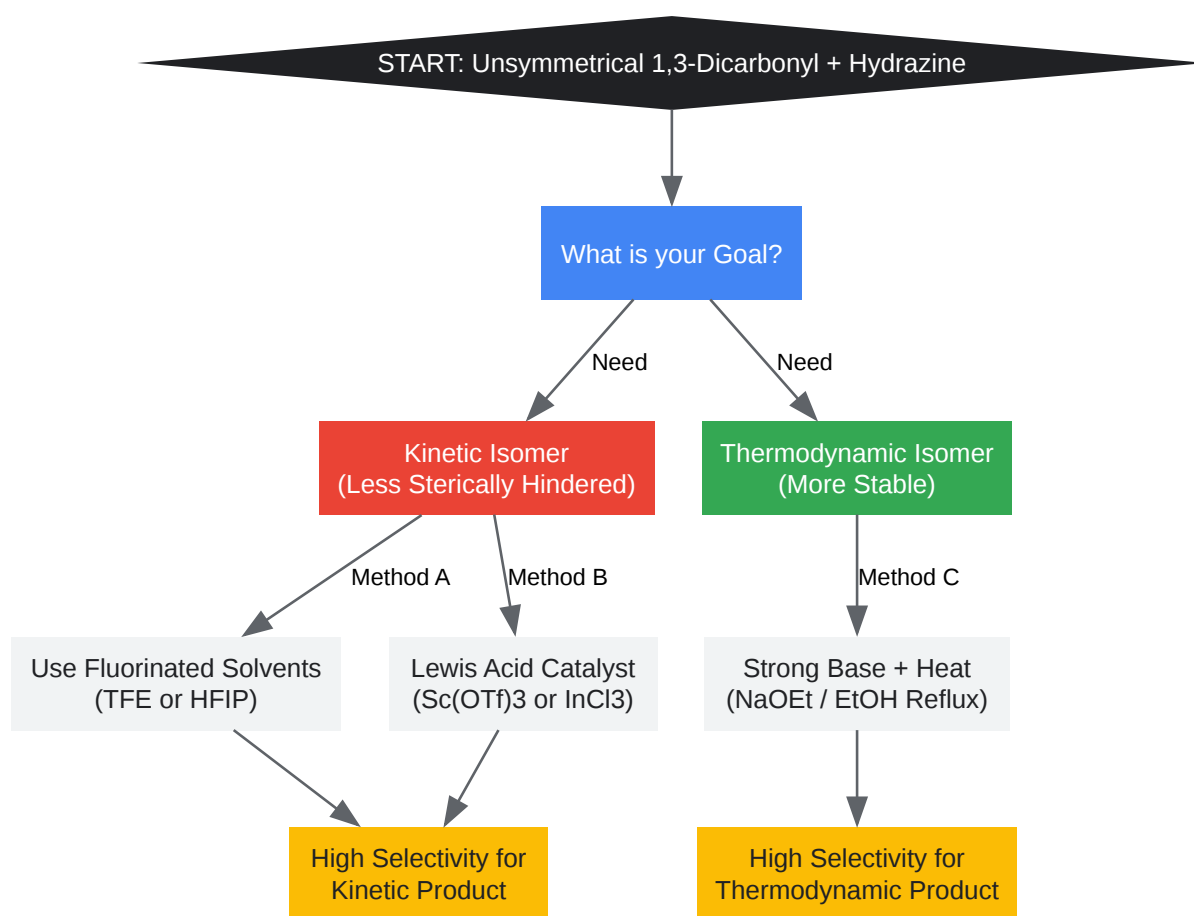 START: Unsymmetrical 1,3-Dicarbonyl + Hydrazine
What is your Goal?
Need
Need
Kinetic Isomer
(Less Sterically Hindered)
Thermodynamic Isomer
(More Stable)
Method A
Method B
Method C
Use Fluorinated Solvents
(TFE or HFIP)
Lewis Acid Catalyst
(Sc(OTf)3 or InCl3)
Strong Base + Heat
(NaOEt / EtOH Reflux)
High Selectivity for
Kinetic Product
High Selectivity for
Thermodynamic Product